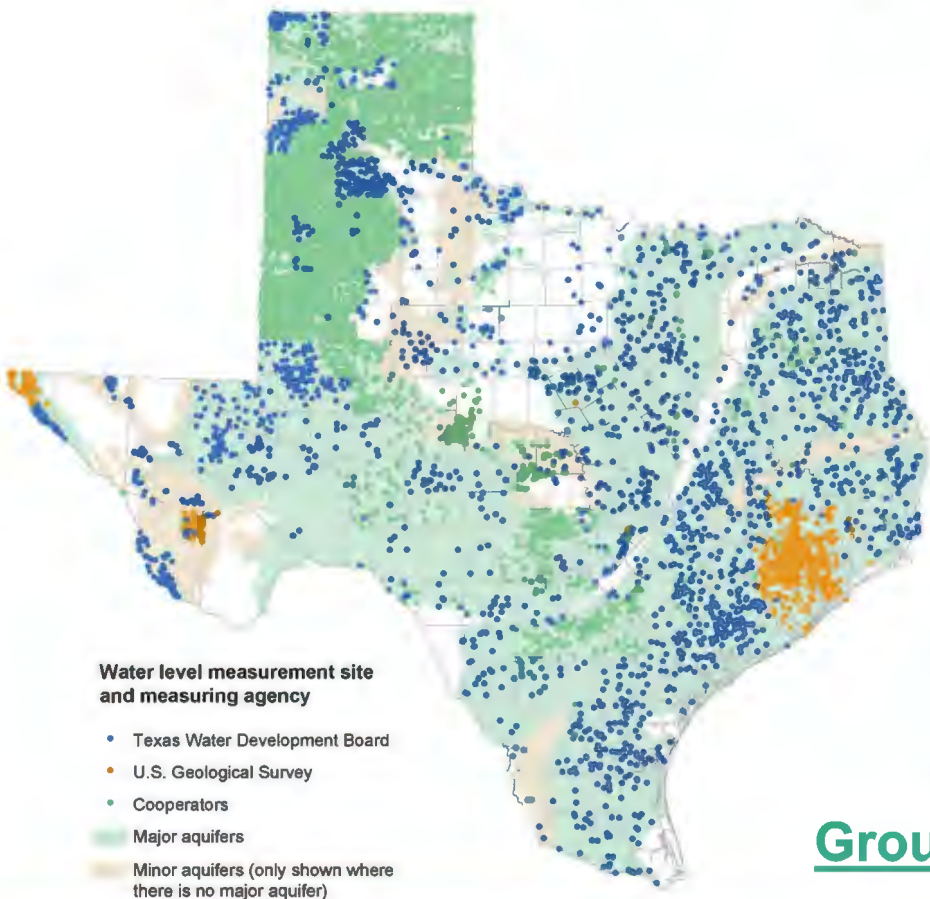 Water level measurement site
and measuring agency
Texas Water Development Board
U.S. Geological Survey
Cooperators
Major aquifers
Minor aquifers (only shown where
there is no major aquifer)
Grou